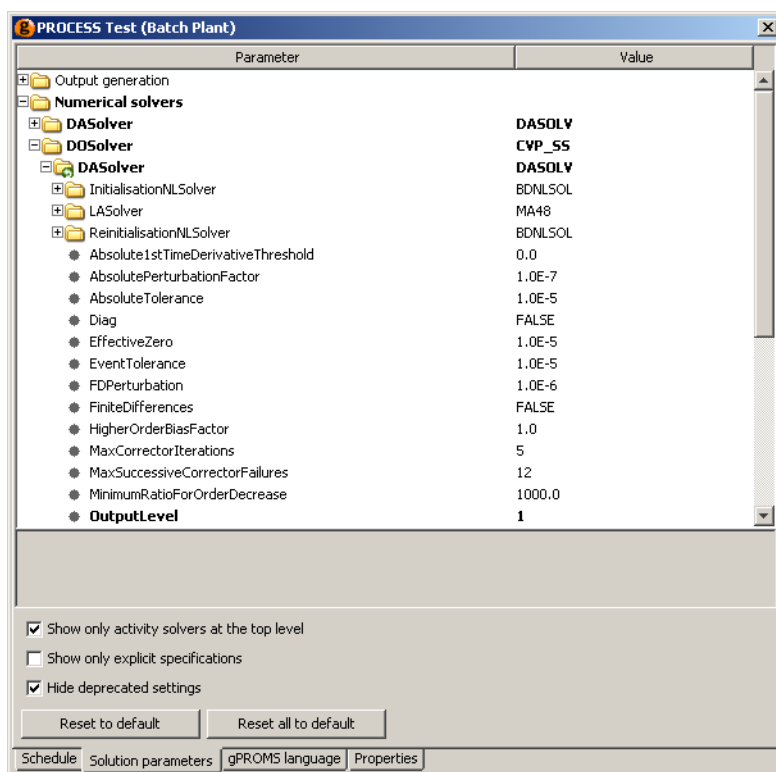 PROCESS Test (Batch Plant)
Parameter Value
Output generation
Numerical solvers
DASolver DASOLV
DOSolver CVP_SS
DASolver DASOLV
InitialisationNLSolver BDNLSOL
LASolver MA48
ReinitialisationNLSolver BDNLSOL
Absolute1stTimeDerivativeThreshold 0.0
AbsolutePerturbationFactor 1.0E-7
AbsoluteTolerance 1.0E-5
Diag FALSE
EffectiveZero 1.0E-5
EventTolerance 1.0E-5
FDPerturbation 1.0E-6
FiniteDifferences FALSE
HigherOrderBiasFactor 1.0
MaxCorrectorIterations 5
MaxSuccessiveCorrectorFailures 12
MinimumRatioForOrderDecrease 1000.0
OutputLevel 1
Show only activity solvers at the top level
Show only explicit specifications
Hide deprecated settings
Reset to default Reset all to default
Schedule Solution parameters gPROMS language Properties